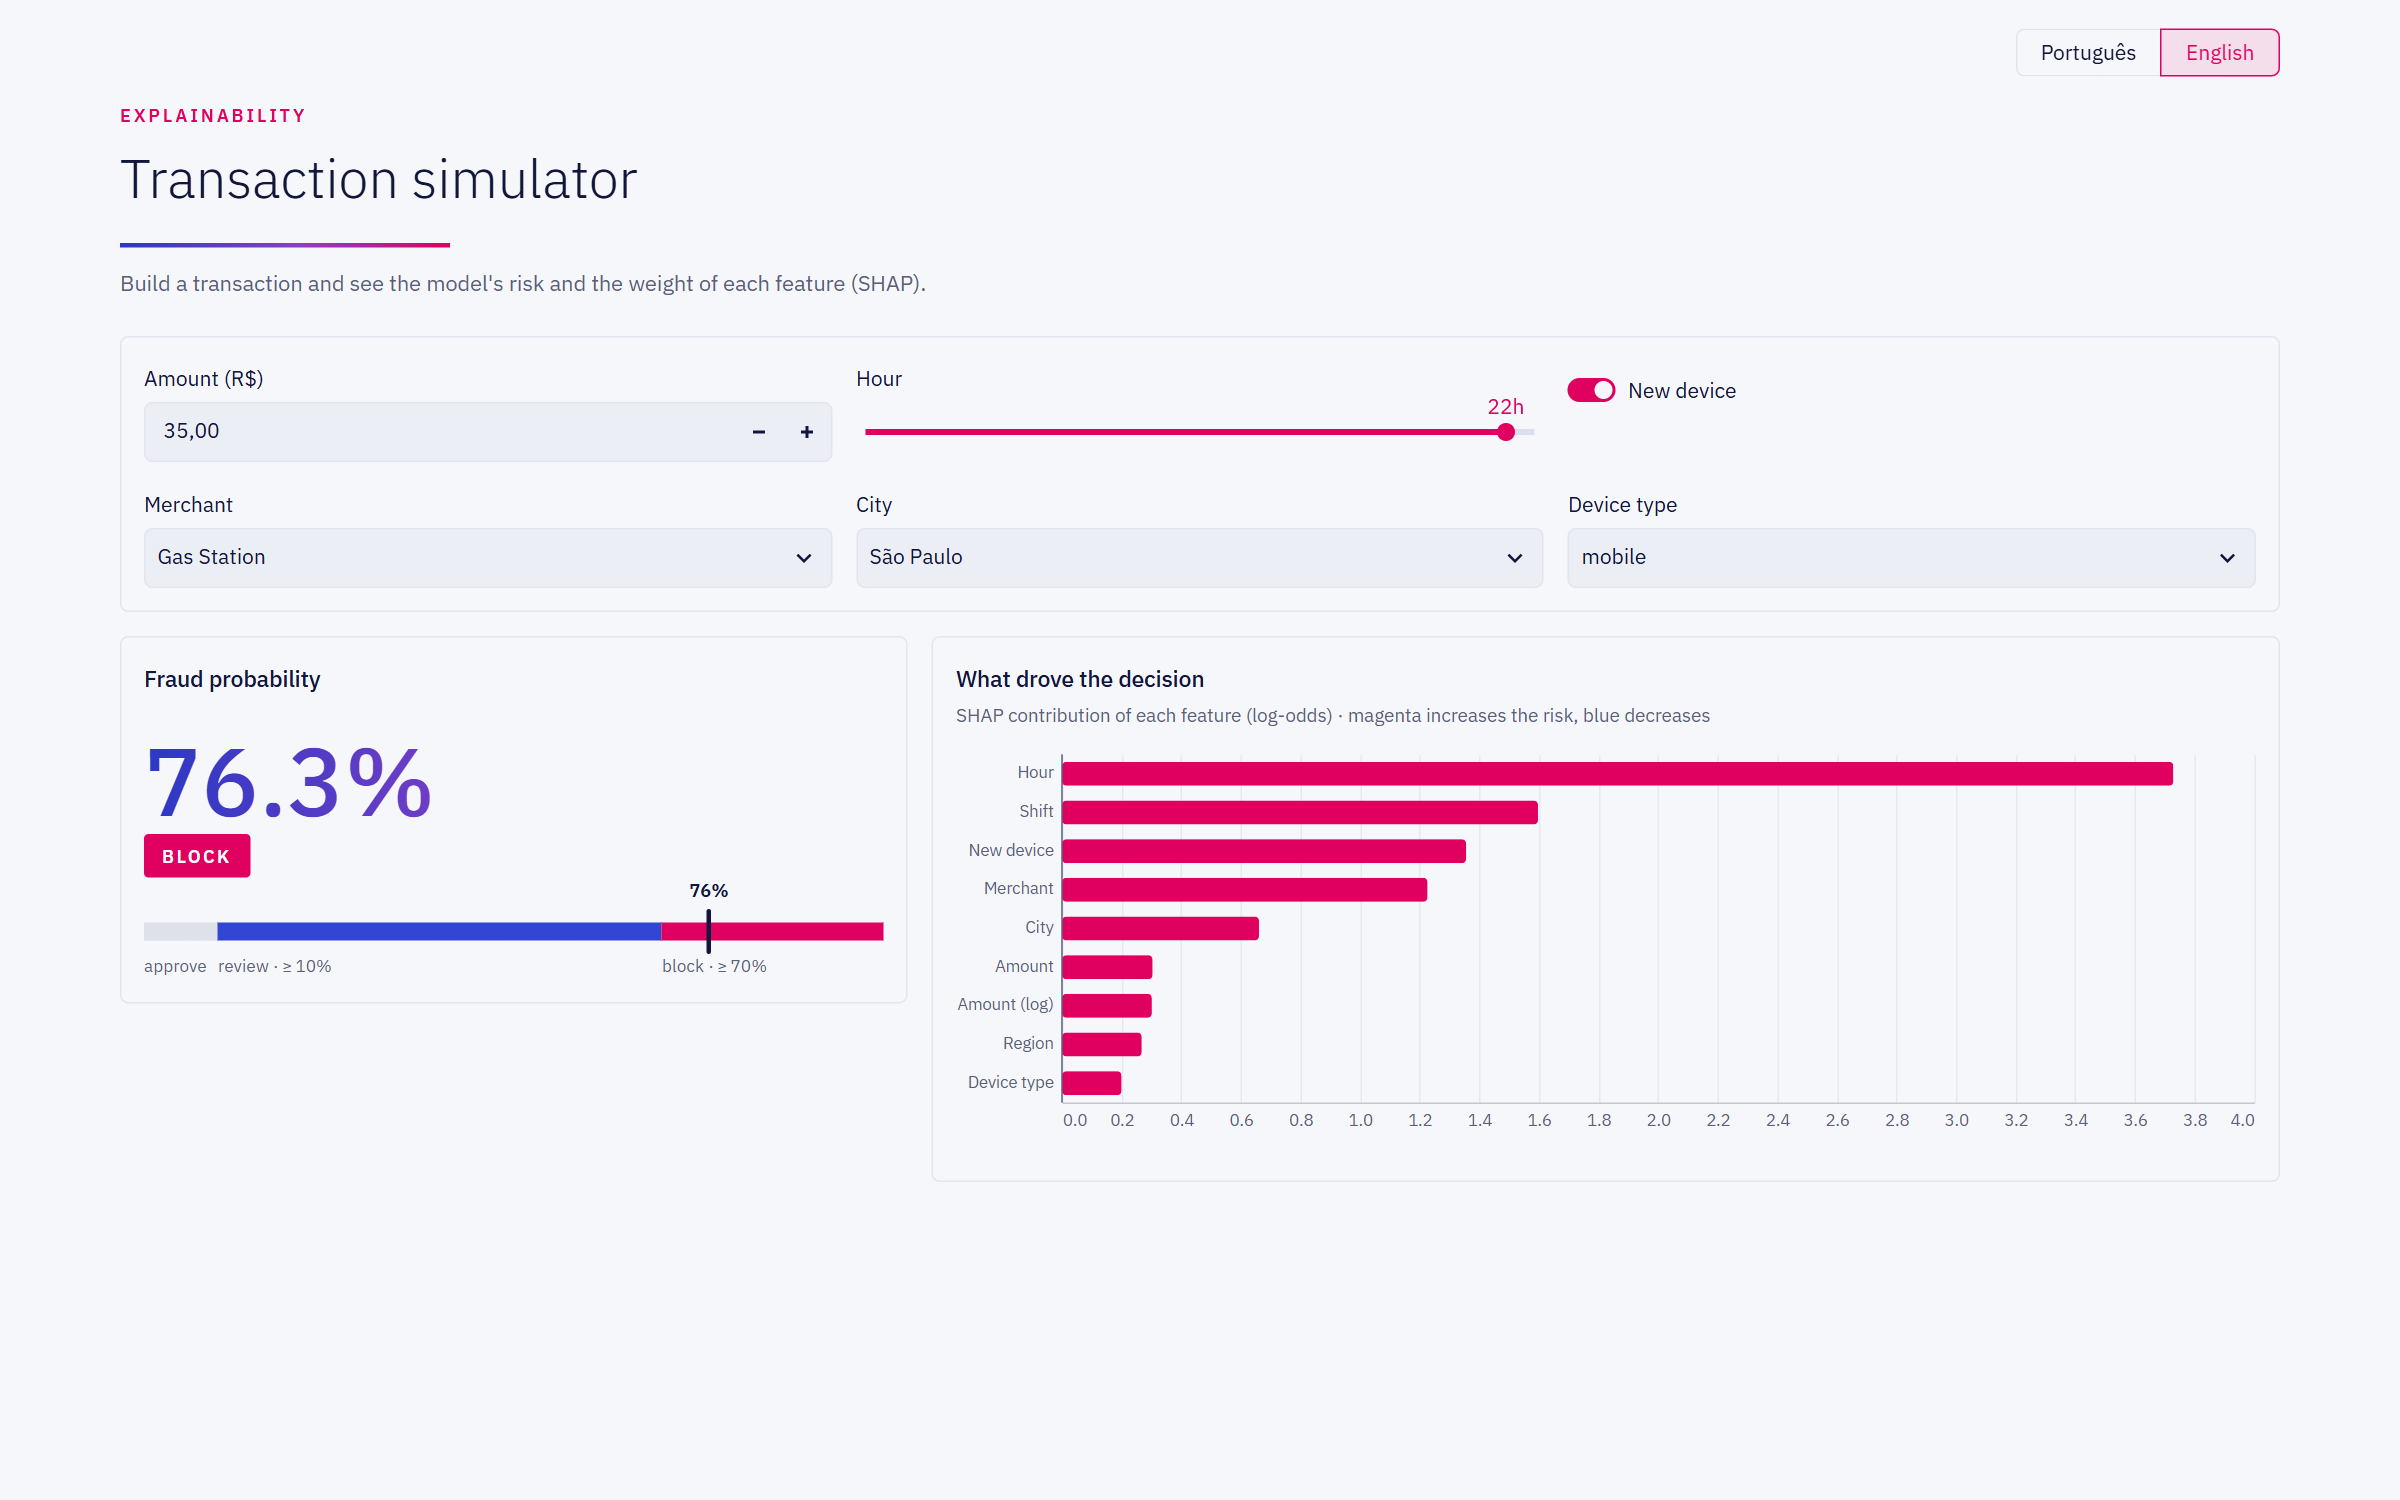 Português
English
EXPLAINABILITY
Transaction simulator
Build a transaction and see the model's risk and the weight of each feature (SHAP).
Amount (R$)
35,00
Hour
22h
New device
Merchant
Gas Station
City
São Paulo
Device type
mobile
Fraud probability
76.3%
BLOCK
76%
approve
review · ≥ 10%
block · ≥ 70%
What drove the decision
SHAP contribution of each feature (log-odds) · magenta increases the risk, blue decreases
Hour
Shift
New device
Merchant
City
Amount
Amount (log)
Region
Device type
0.0 0.2 0.4 0.6 0.8 1.0 1.2 1.4 1.6 1.8 2.0 2.2 2.4 2.6 2.8 3.0 3.2 3.4 3.6 3.8 4.0